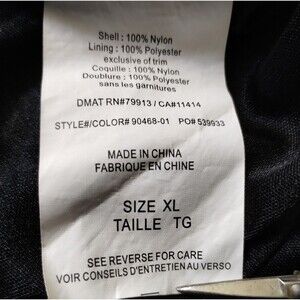 Shell : 100% Nylon
Lining : 100% Polyester
exclusive of trim
Coquille : 100% Nylon
Doublure : 100% Polyester
sans les garnitures
DMAT RN#79913 / CA#11414
STYLE#/COLOR# 90468-01 PO# 539933
MADE IN CHINA
FABRIQUE EN CHINE
SIZE XL
TAILLE TG
SEE REVERSE FOR CARE
VOIR CONSEILS D'ENTRETIEN AU VERSO